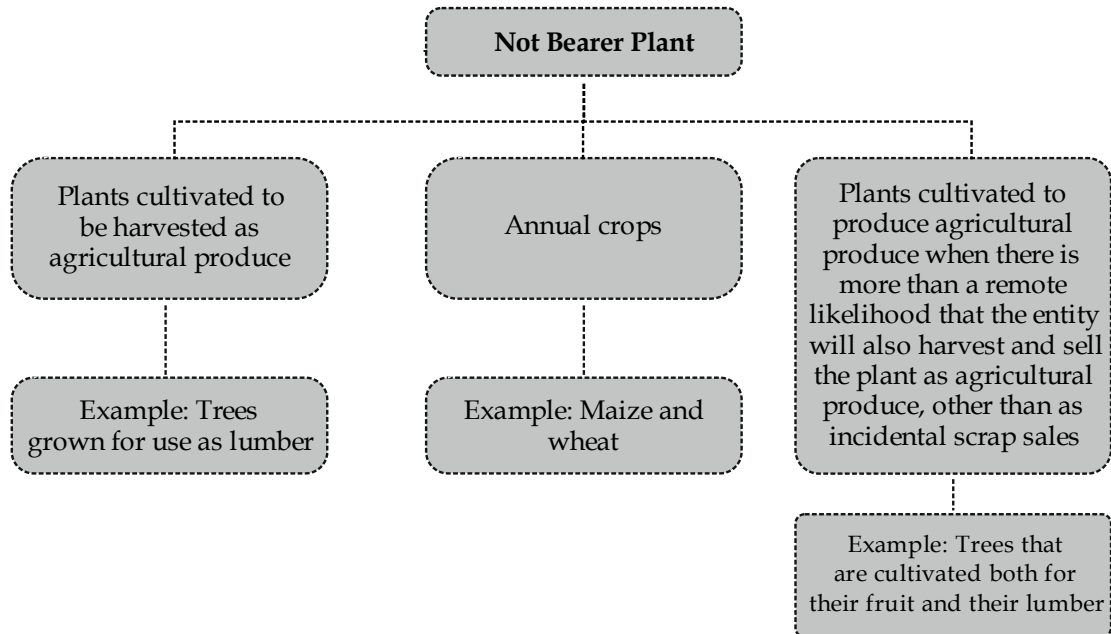 Not Bearer Plant
Plants cultivated to
be harvested as
agricultural produce
Annual crops
Plants cultivated to
produce agricultural
produce when there is
more than a remote
likelihood that the entity
will also harvest and sell
the plant as agricultural
produce, other than as
incidental scrap sales
Example: Trees
grown for use as lumber
Example: Maize and
wheat
Example: Trees that
are cultivated both for
their fruit and their lumber